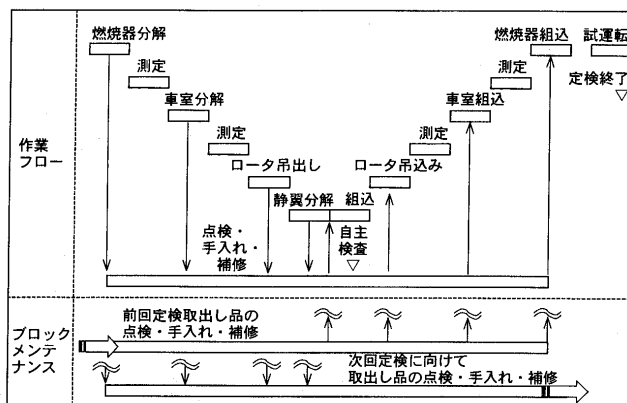 燃焼器分解
燃焼器組込
試運転
測定
測定
定検終了
▽
車室分解
車室組込
測定
測定
作業
フロー
ロータ吊出し
ロータ吊込み
静翼分解
組込
点検・
手入れ・
補修
自主
検査
▽
ブロック
メンテ
ナンス
前回定検取出し品の
点検・手入れ・補修
次回定検に向けて
取出し品の点検・手入れ・補修